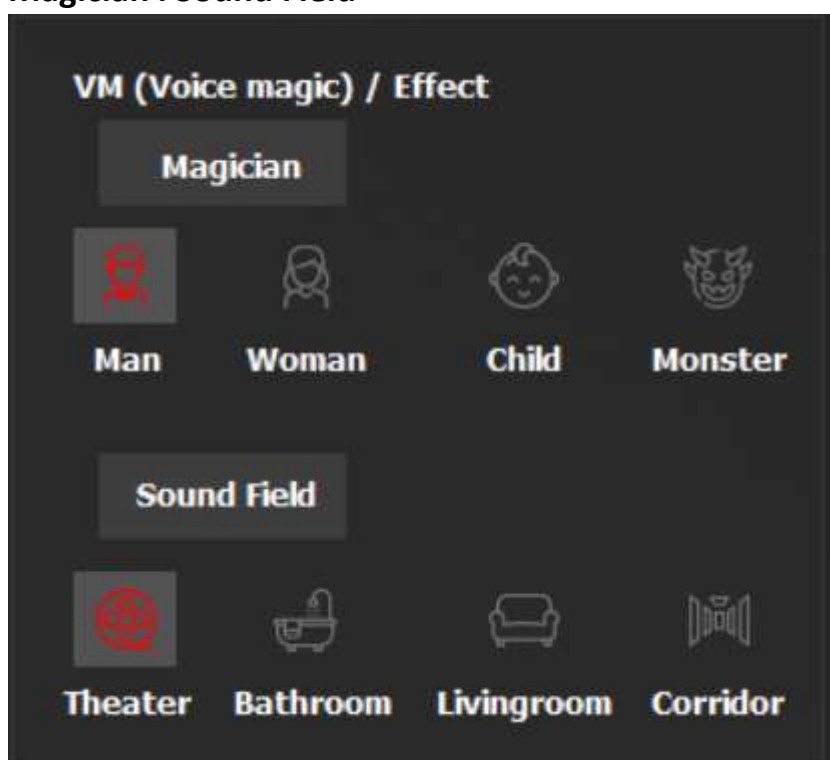 VM (Voice magic) / Effect
Magician
Man Woman Child Monster
Sound Field
Theater Bathroom Livingroom Corridor